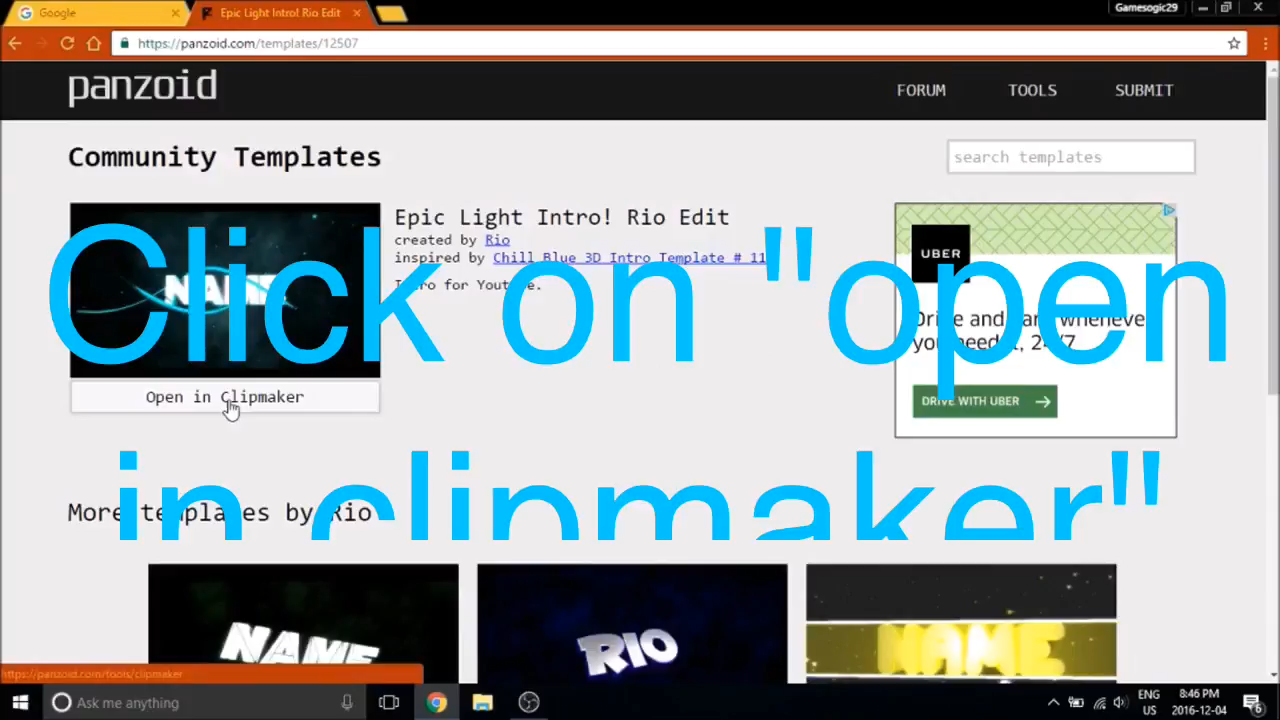 Google
Epic Light Intro! Rio Edit
Gamesogic29
https://panzoid.com/templates/12507
panzoid
FORUM
TOOLS
SUBMIT
Community Templates
search templates
NAME
Epic Light Intro! Rio Edit
created by Rio
inspired by Chill Blue 3D Intro Template # 11
Intro for Youtube.
Click on "open
in clipmaker"
UBER
Drive and earn whenever
you need it, 24/7
DRIVE WITH UBER
Open in Clipmaker
More templates by Rio
NAME
RIO
NAME
https://panzoid.com/tools/clipmaker
Ask me anything
ENG
US
8:46 PM
2016-12-04
6